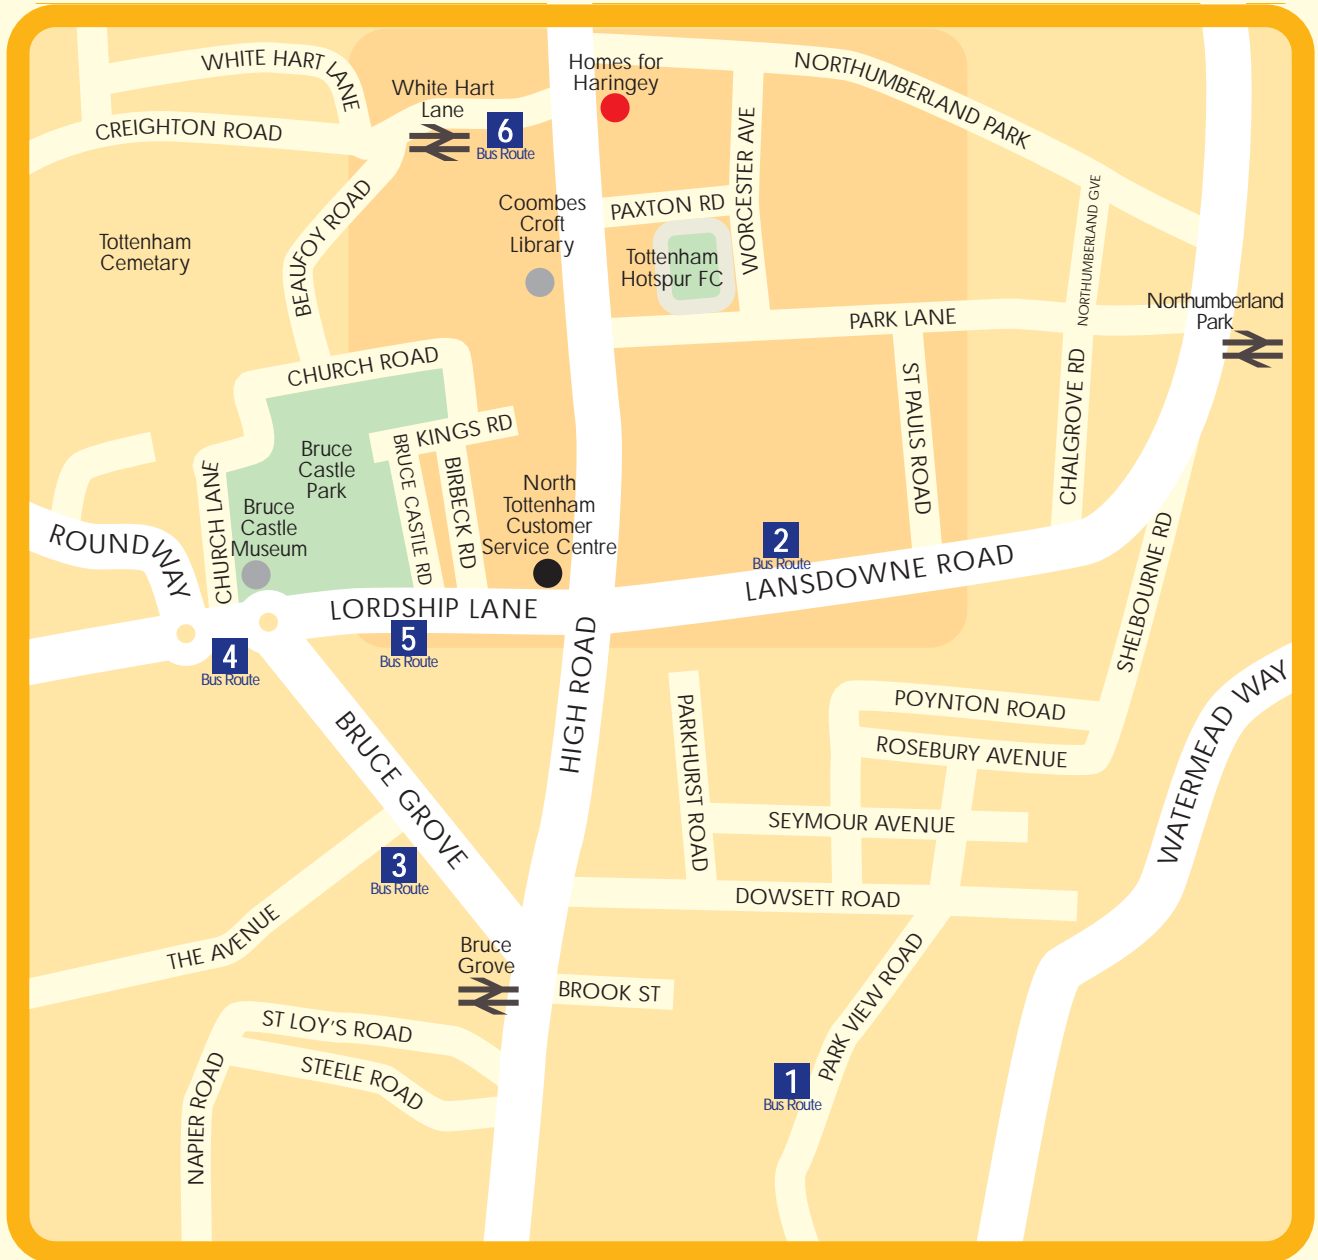 WHITE HART LANE
CREIGHTON ROAD
White Hart
Lane
6
Bus Route
Homes for
Haringey
NORTHUMBERLAND PARK
WORCESTER AVE
PAXTON RD
Coombes
Croft
Library
BEAUFOY ROAD
Tottenham
Cemetary
Tottenham
Hotspur FC
NORTHUMBERLAND GVE
Northumberland
Park
PARK LANE
CHURCH ROAD
ST PAULS ROAD
CHALGROVE RD
KINGS RD
BRUCE CASTLE RD
BIRBECK RD
Bruce
Castle
Park
CHURCH LANE
Bruce
Castle
Museum
North
Tottenham
Customer
Service Centre
ROUNDWAY
2
Bus Route
LANSDOWNE ROAD
SHELBOURNE RD
LORDSHIP LANE
5
Bus Route
4
Bus Route
HIGH ROAD
BRUCE GROVE
PARKHURST ROAD
POYNTON ROAD
ROSEBURY AVENUE
WATERMEAD WAY
SEYMOUR AVENUE
3
Bus Route
DOWSETT ROAD
THE AVENUE
Bruce
Grove
BROOK ST
PARK VIEW ROAD
ST LOY'S ROAD
STEELE ROAD
NAPIER ROAD
1
Bus Route